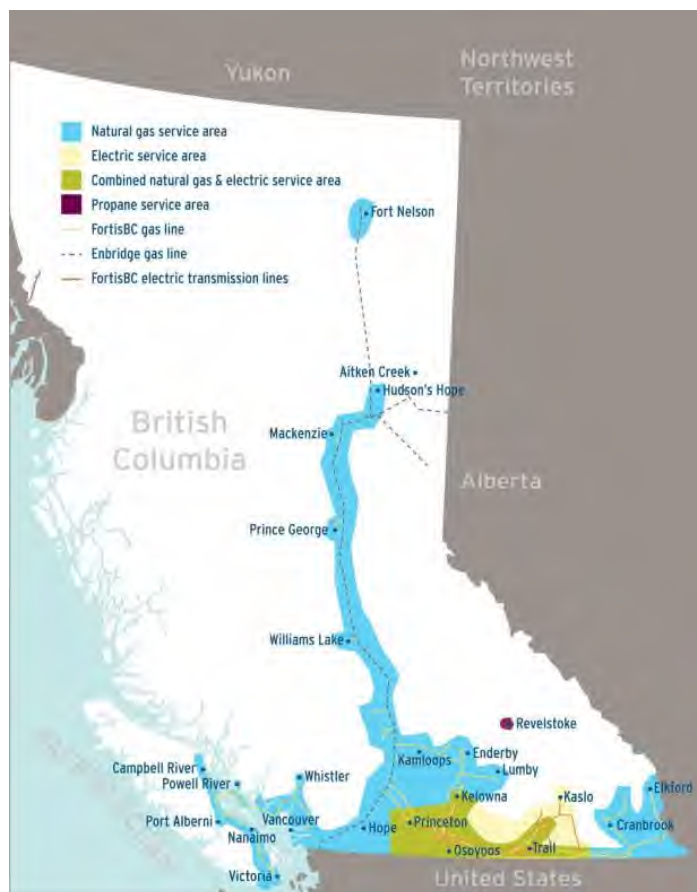 Yukon
Northwest
Territories
Natural gas service area
Electric service area
Combined natural gas & electric service area
Propane service area
FortisBC gas line
Enbridge gas line
FortisBC electric transmission lines
Fort Nelson
Aitken Creek
Hudson's Hope
British
Columbia
Mackenzie
Alberta
Prince George
Williams Lake
Revelstoke
Kamloops
Enderby
Lumby
Campbell River
Powell River
Whistler
Elkford
Kelowna
Kaslo
Port Alberni
Nanaimo
Vancouver
Hope
Princeton
Cranbrook
Osoyoos
Trail
Victoria
United States